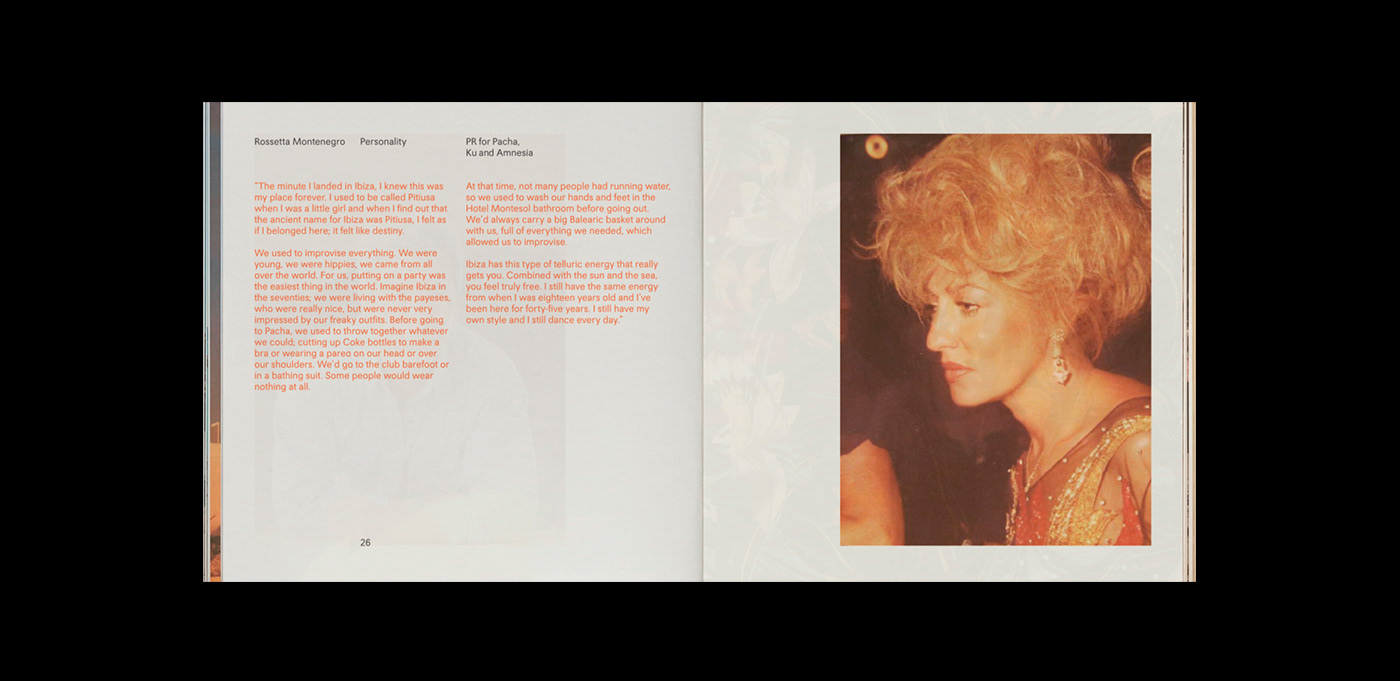 Rossetta Montenegro Personality PR for Pacha,
Ku and Amnesia
“The minute I landed in Ibiza, I knew this was
my place forever. I used to be called Pitiusa
when I was a little girl and when I find out that
the ancient name for Ibiza was Pitiusa, I felt as
if I belonged here; it felt like destiny.
We used to improvise everything. We were
young, we were hippies, we came from all
over the world. For us, putting on a party was
the easiest thing in the world. Imagine Ibiza in
the seventies; we were living with the payeses,
who were really nice, but were never very
impressed by our freaky outfits. Before going
to Pacha, we used to throw together whatever
we could; cutting up Coke bottles to make a
bra or wearing a pareo on our head or over
our shoulders. We'd go to the club barefoot or
in a bathing suit. Some people would wear
nothing at all.
At that time, not many people had running water,
so we used to wash our hands and feet in the
Hotel Montesol bathroom before going out.
We'd always carry a big Balearic basket around
with us, full of everything we needed, which
allowed us to improvise.
Ibiza has this type of telluric energy that really
gets you. Combined with the sun and the sea,
you feel truly free. I still have the same energy
from when I was eighteen years old and I've
been here for forty-five years. I still have my
own style and I still dance every day.”
26